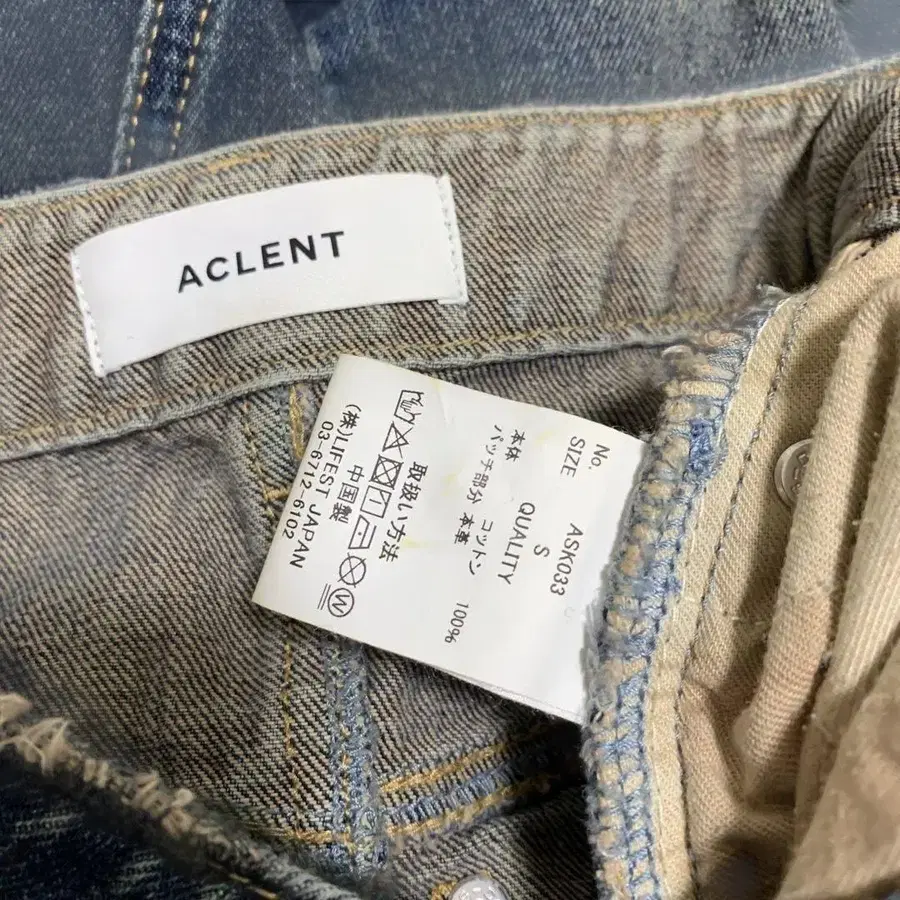 ACLENT
No. ASK033
SIZE S
QUALITY
本体 コットン 100%
パッチ部分 本革
取扱い方法
中国製
(株)LIFEST JAPAN
03-6712-6102